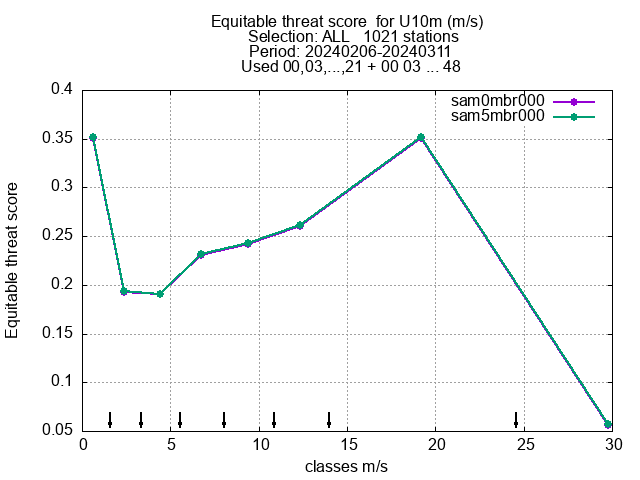 Equitable threat score  for U10m (m/s)
Selection: ALL   1021 stations
Period: 20240206-20240311
Used 00,03,...,21 + 00 03 ... 48
sam0mbr000
sam5mbr000
Equitable threat score
0.4
0.35
0.3
0.25
0.2
0.15
0.1
0.05
0 5 10 15 20 25 30
classes m/s